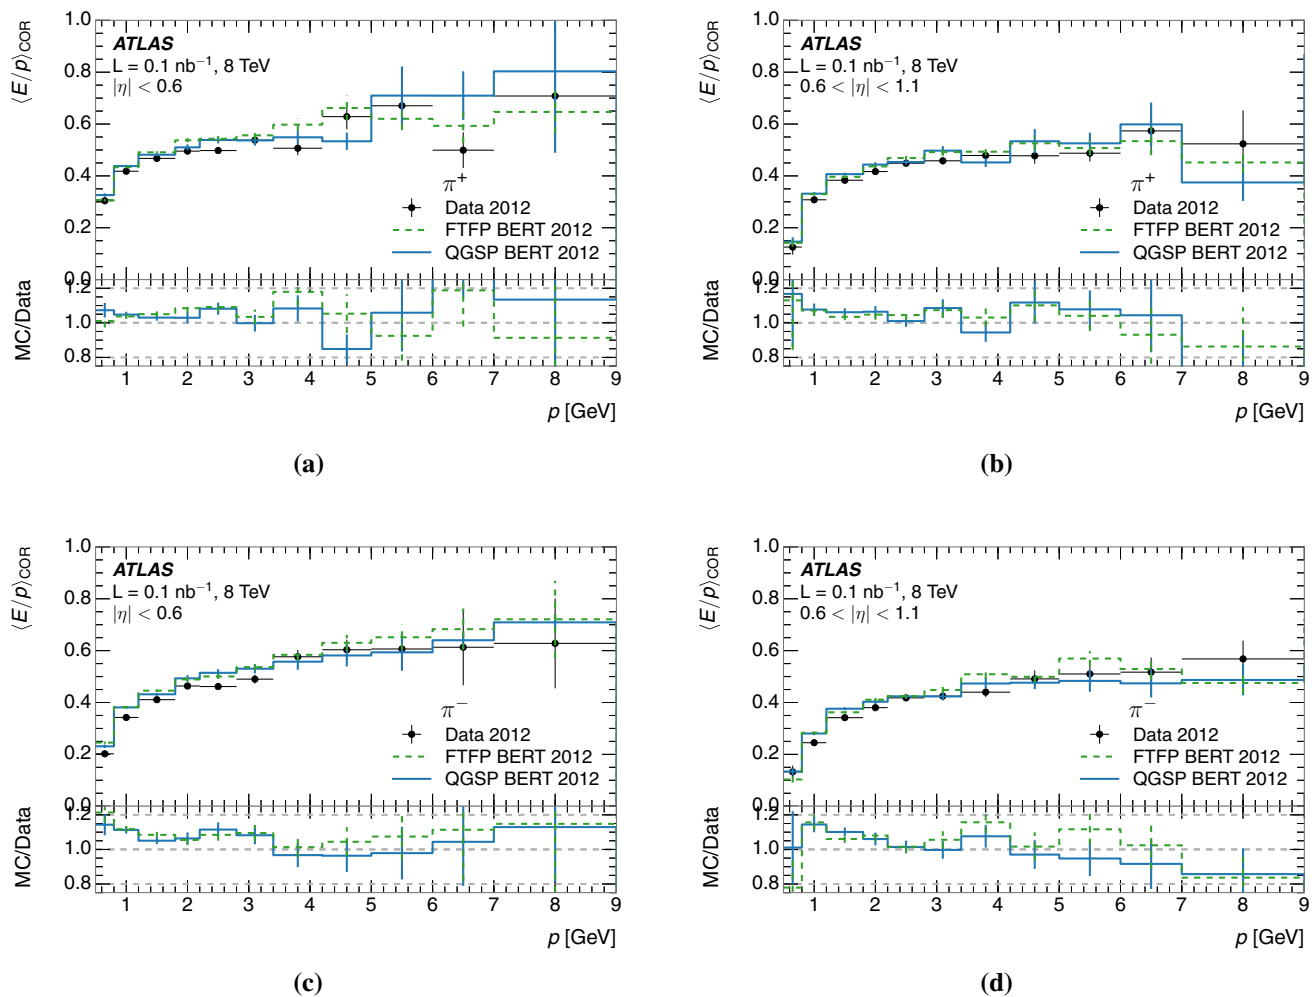 1.0
0.8
0.6
0.4
0.2
0.0
⟨E/p⟩COR
ATLAS
L = 0.1 nb⁻¹, 8 TeV
|η| < 0.6
π⁺
Data 2012
FTFP BERT 2012
QGSP BERT 2012
1.2
1.0
0.8
MC/Data
1 2 3 4 5 6 7 8 9
p [GeV]
(a)
1.0
0.8
0.6
0.4
0.2
0.0
⟨E/p⟩COR
ATLAS
L = 0.1 nb⁻¹, 8 TeV
0.6 < |η| < 1.1
π⁺
Data 2012
FTFP BERT 2012
QGSP BERT 2012
1.2
1.0
0.8
MC/Data
1 2 3 4 5 6 7 8 9
p [GeV]
(b)
1.0
0.8
0.6
0.4
0.2
0.0
⟨E/p⟩COR
ATLAS
L = 0.1 nb⁻¹, 8 TeV
|η| < 0.6
π⁻
Data 2012
FTFP BERT 2012
QGSP BERT 2012
1.2
1.0
0.8
MC/Data
1 2 3 4 5 6 7 8 9
p [GeV]
(c)
1.0
0.8
0.6
0.4
0.2
0.0
⟨E/p⟩COR
ATLAS
L = 0.1 nb⁻¹, 8 TeV
0.6 < |η| < 1.1
π⁻
Data 2012
FTFP BERT 2012
QGSP BERT 2012
1.2
1.0
0.8
MC/Data
1 2 3 4 5 6 7 8 9
p [GeV]
(d)